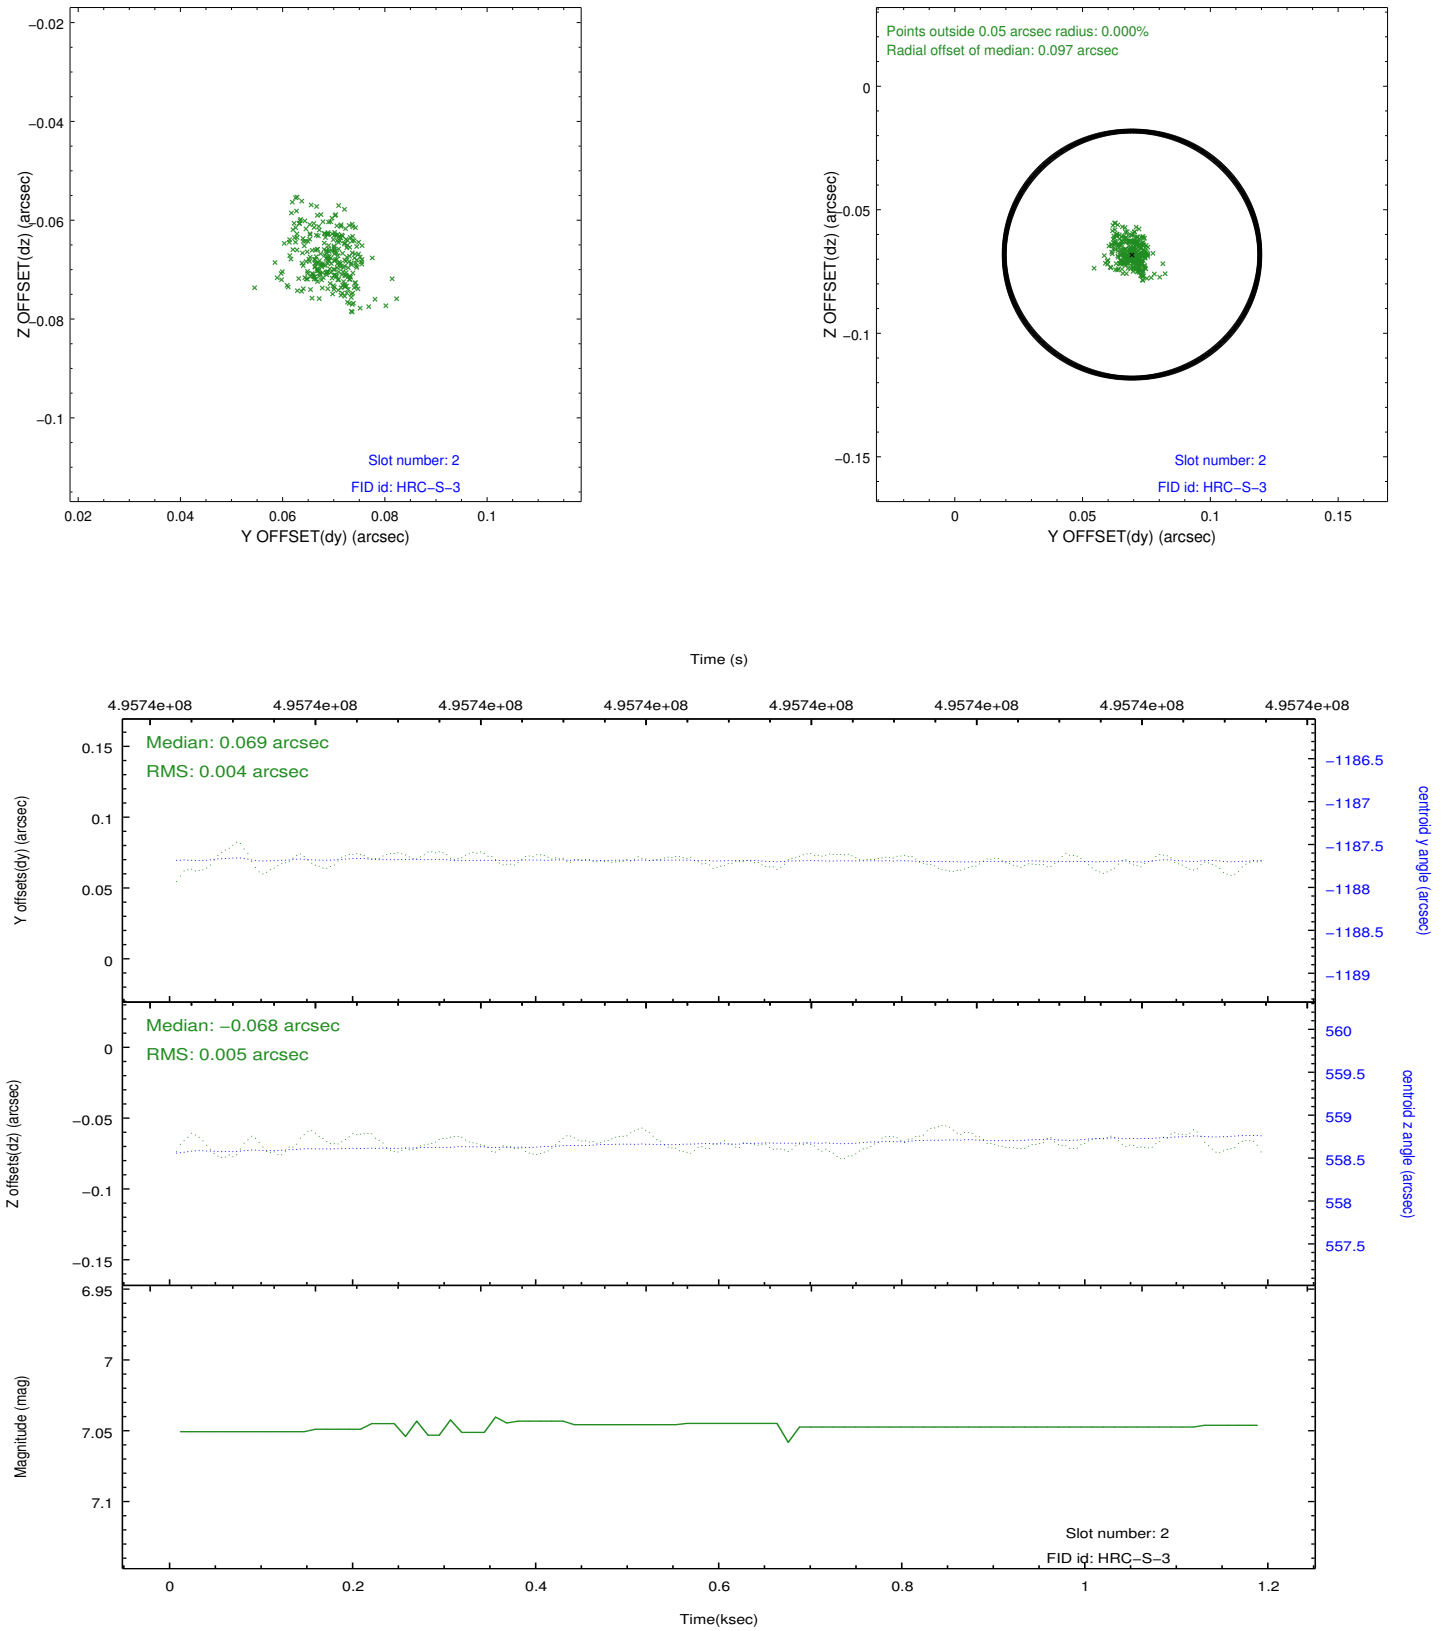 −0.02
−0.04
−0.06
−0.08
−0.1
Z OFFSET(dz) (arcsec)
Slot number: 2
FID id: HRC−S−3
0.02 0.04 0.06 0.08 0.1
Y OFFSET(dy) (arcsec)
Points outside 0.05 arcsec radius: 0.000%
Radial offset of median: 0.097 arcsec
0
−0.05
−0.1
−0.15
Z OFFSET(dz) (arcsec)
Slot number: 2
FID id: HRC−S−3
0 0.05 0.1 0.15
Y OFFSET(dy) (arcsec)
Time (s)
4.9574e+08 4.9574e+08 4.9574e+08 4.9574e+08 4.9574e+08 4.9574e+08 4.9574e+08 4.9574e+08
Median: 0.069 arcsec
RMS: 0.004 arcsec
0.15
0.1
0.05
0
Y offsets(dy) (arcsec)
−1186.5
−1187
−1187.5
−1188
−1188.5
−1189
centroid y angle (arcsec)
Median: −0.068 arcsec
RMS: 0.005 arcsec
0
−0.05
−0.1
−0.15
Z offsets(dz) (arcsec)
560
559.5
559
558.5
558
557.5
centroid z angle (arcsec)
6.95
7
7.05
7.1
Magnitude (mag)
Slot number: 2
FID id: HRC−S−3
0 0.2 0.4 0.6 0.8 1 1.2
Time(ksec)